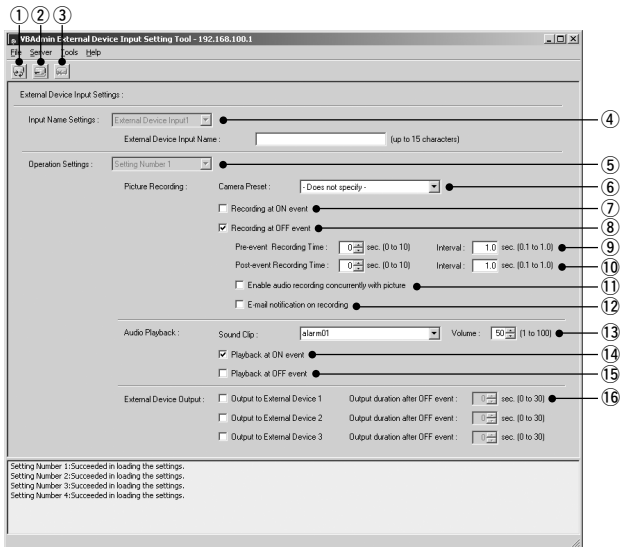 ① ② ③
VBAdmin External Device Input Setting Tool - 192.168.100.1
File Server Tools Help
External Device Input Settings :
Input Name Settings : External Device Input1 ④
External Device Input Name : (up to 15 characters)
Operation Settings : Setting Number 1 ⑤
Picture Recording : Camera Preset : - Does not specify - ⑥
Recording at ON event ⑦
Recording at OFF event ⑧
Pre-event Recording Time : 0 sec. (0 to 10) Interval : 1.0 sec. (0.1 to 1.0) ⑨
Post-event Recording Time : 0 sec. (0 to 10) Interval : 1.0 sec. (0.1 to 1.0) ⑩
Enable audio recording concurrently with picture ⑪
E-mail notification on recording ⑫
Audio Playback : Sound Clip : alarm01 Volume : 50 (1 to 100) ⑬
Playback at ON event ⑭
Playback at OFF event ⑮
External Device Output : Output to External Device 1 Output duration after OFF event : 0 sec. (0 to 30) ⑯
Output to External Device 2 Output duration after OFF event : 0 sec. (0 to 30)
Output to External Device 3 Output duration after OFF event : 0 sec. (0 to 30)
Setting Number 1:Succeeded in loading the settings.
Setting Number 2:Succeeded in loading the settings.
Setting Number 3:Succeeded in loading the settings.
Setting Number 4:Succeeded in loading the settings.